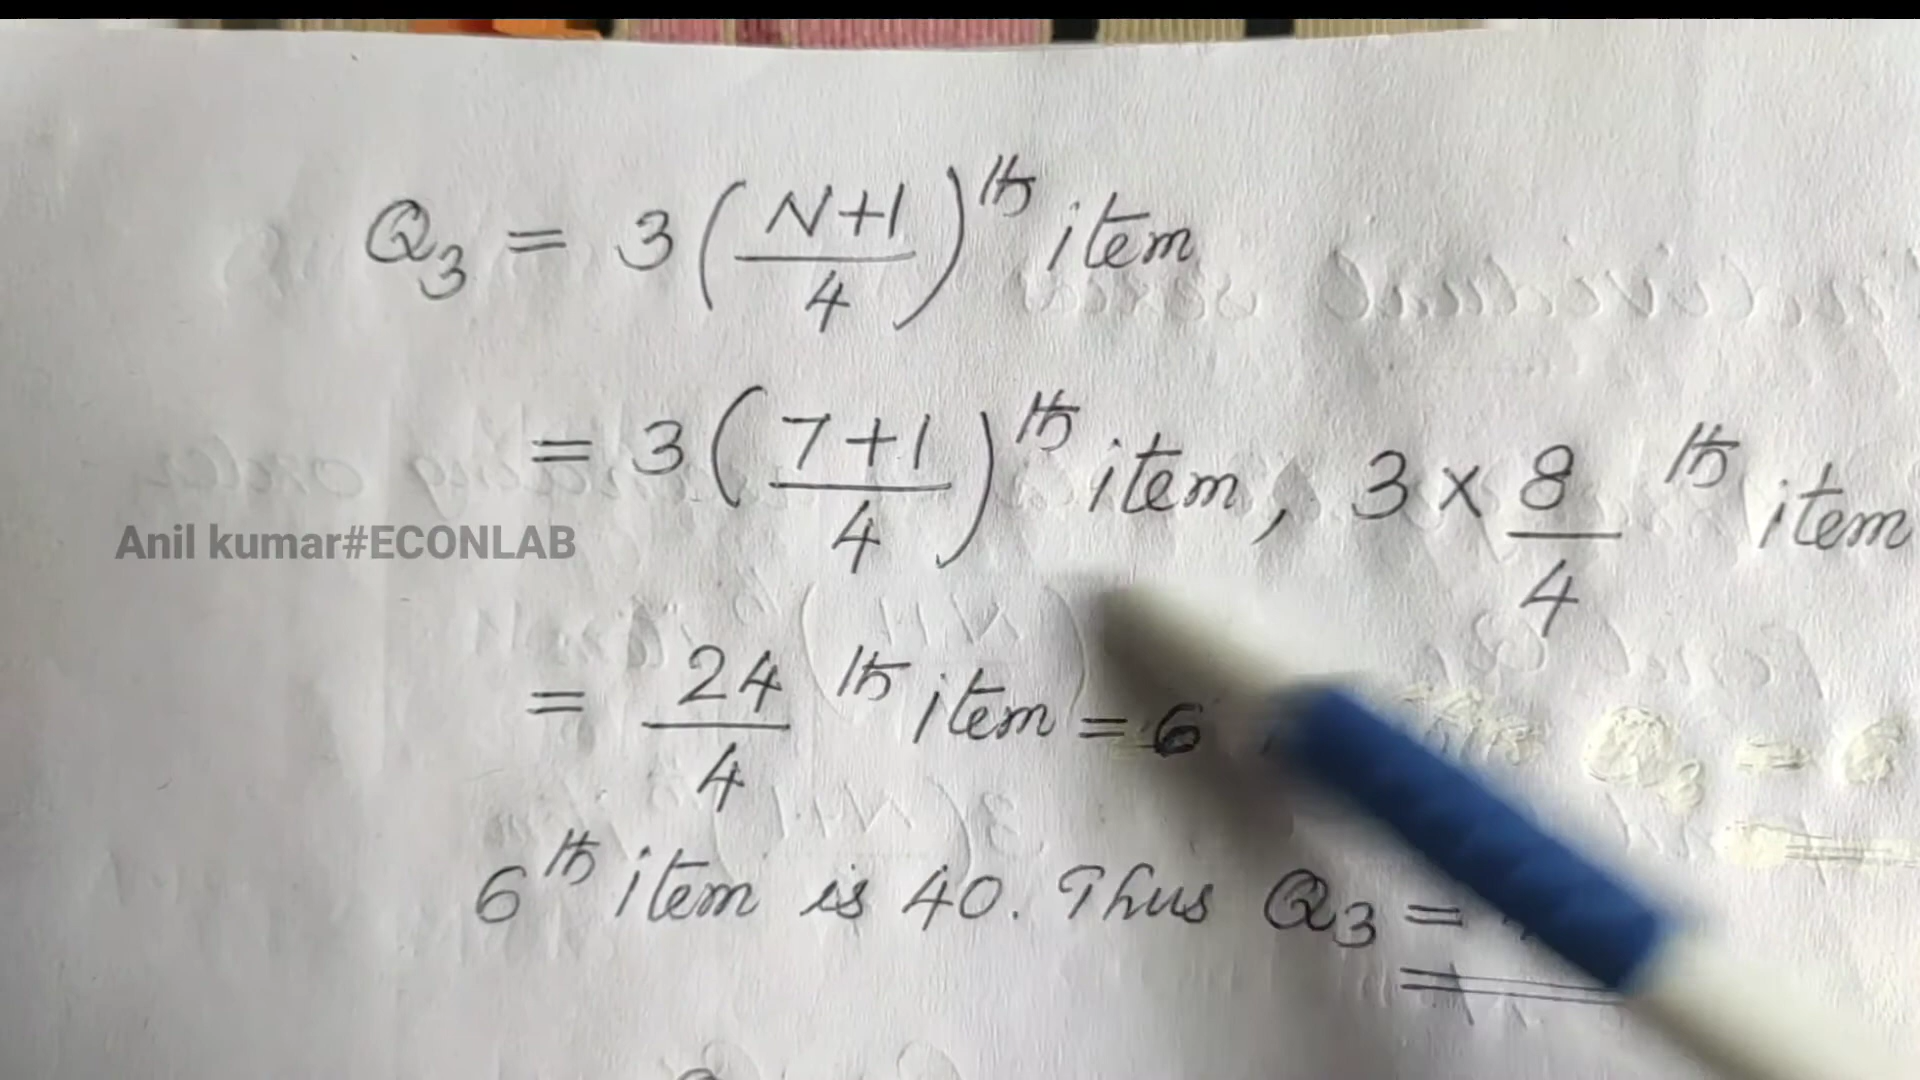 Q3 = 3(N+1/4)th item
= 3(7+1/4)th item, 3 × 8/4 th item
Anil kumar#ECONLAB
= 24/4 th item = 6
6th item is 40. Thus Q3 =